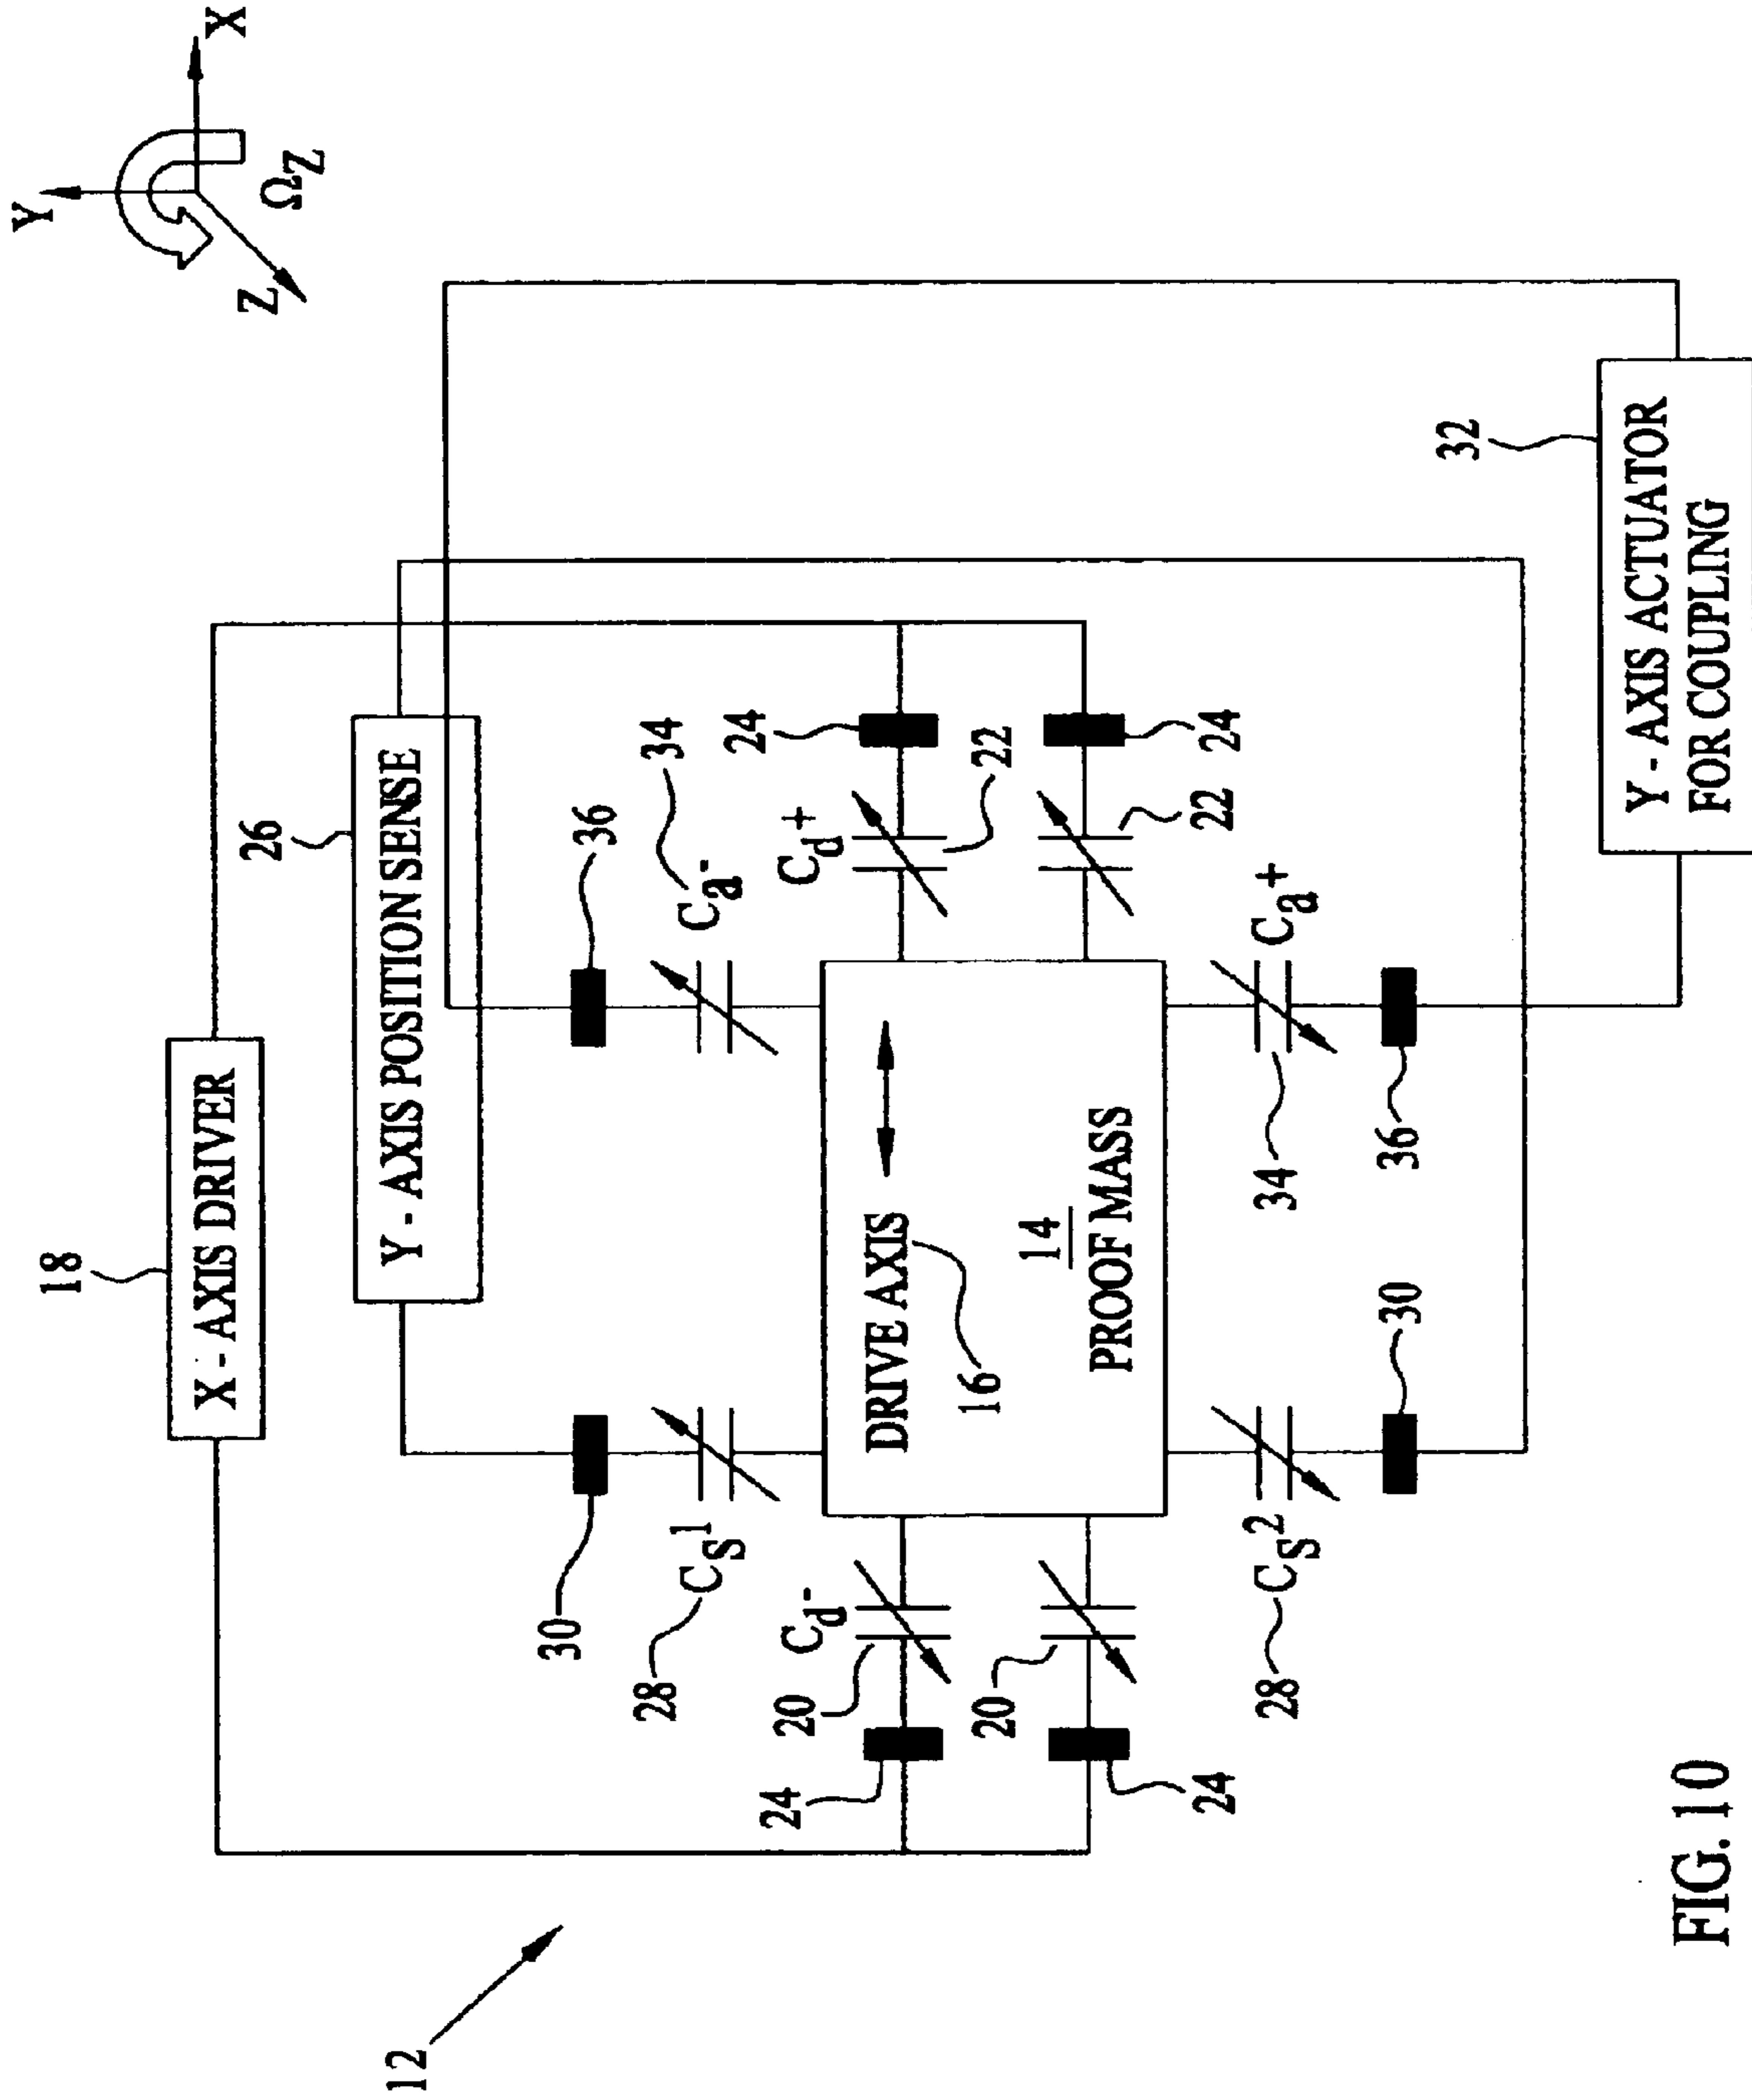 Y
18
X
X - AXIS DRIVER
Z
Ω_Z
26
Y - AXIS POSITION SENSE
12
30
36
28
C_s^1
34
C_a^-
24
20
C_d^-
C_d^+
24
DRIVE AXIS
16
20
22
14
PROOF MASS
24
22
24
28
C_s^2
34
C_a^+
30
36
32
Y - AXIS ACTUATOR
FOR COUPLING
FIG. 10